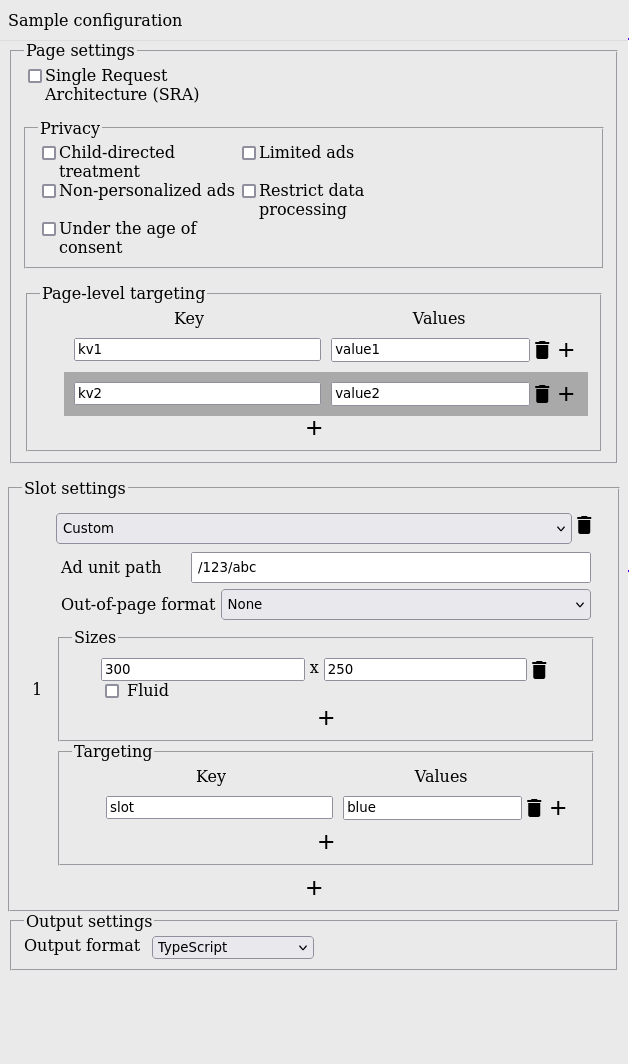 Sample configuration
Page settings
Single Request
Architecture (SRA)
Privacy
Child-directed
treatment
Limited ads
Non-personalized ads
Restrict data
processing
Under the age of
consent
Page-level targeting
Key Values
kv1 value1
kv2 value2
Slot settings
Custom
Ad unit path /123/abc
Out-of-page format None
Sizes
1
300 x 250
Fluid
Targeting
Key Values
slot blue
Output settings
Output format TypeScript